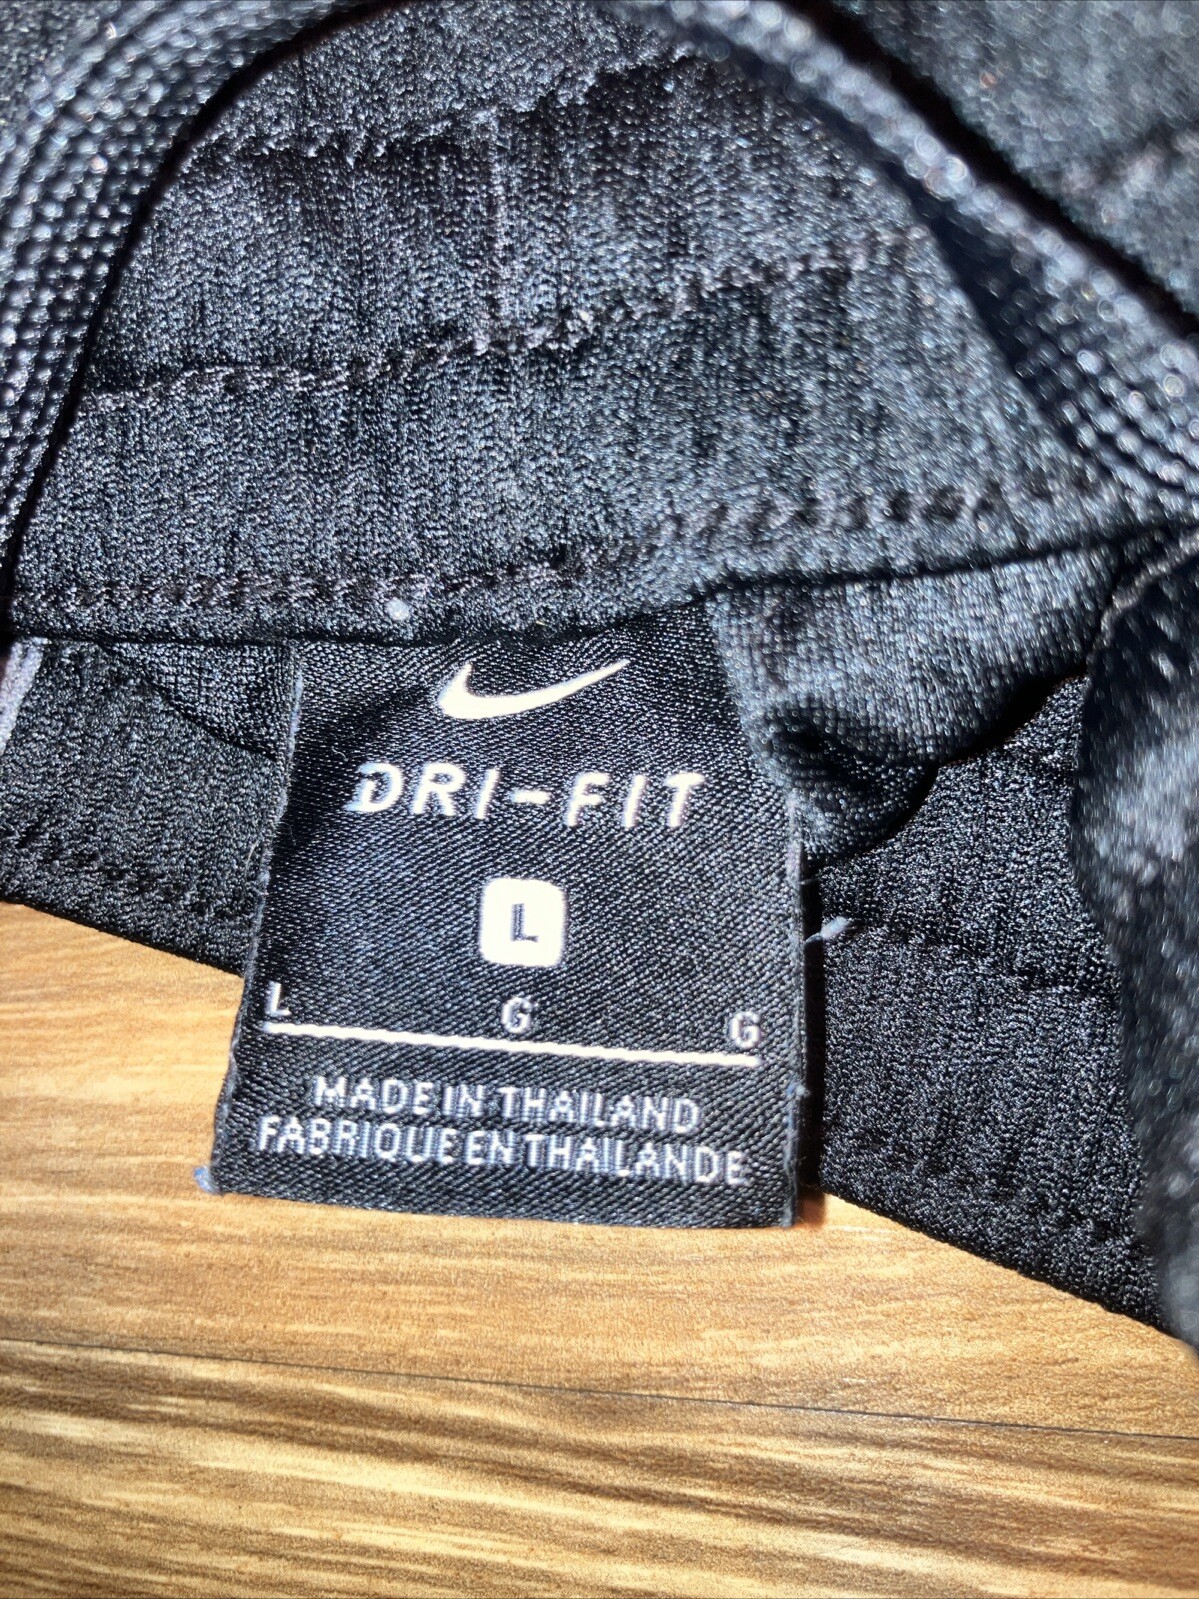 DRI-FIT
L
L G G
MADE IN THAILAND
FABRIQUE EN THAILANDE